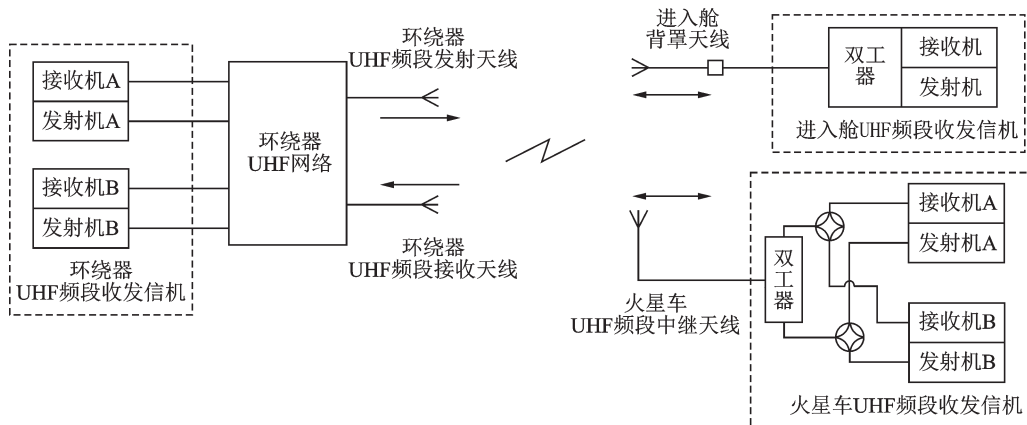 接收机A
发射机A
接收机B
发射机B
环绕器
UHF频段收发信机
环绕器
UHF网络
环绕器
UHF频段发射天线
环绕器
UHF频段接收天线
进入舱
背罩天线
双工
器
接收机
发射机
进入舱UHF频段收发信机
火星车
UHF频段中继天线
双
工
器
接收机A
发射机A
接收机B
发射机B
火星车UHF频段收发信机